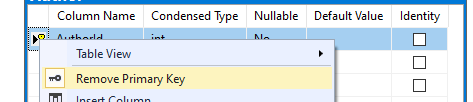 Column Name Condensed Type Nullable Default Value Identity
AuthorId int No
Table View
Remove Primary Key
Insert Column